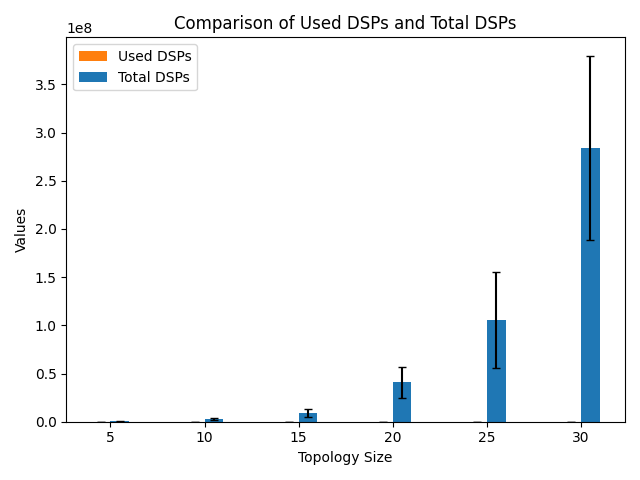 Comparison of Used DSPs and Total DSPs
1e8
Used DSPs
Total DSPs
3.5
3.0
2.5
2.0
1.5
1.0
0.5
0.0
Values
5 10 15 20 25 30
Topology Size